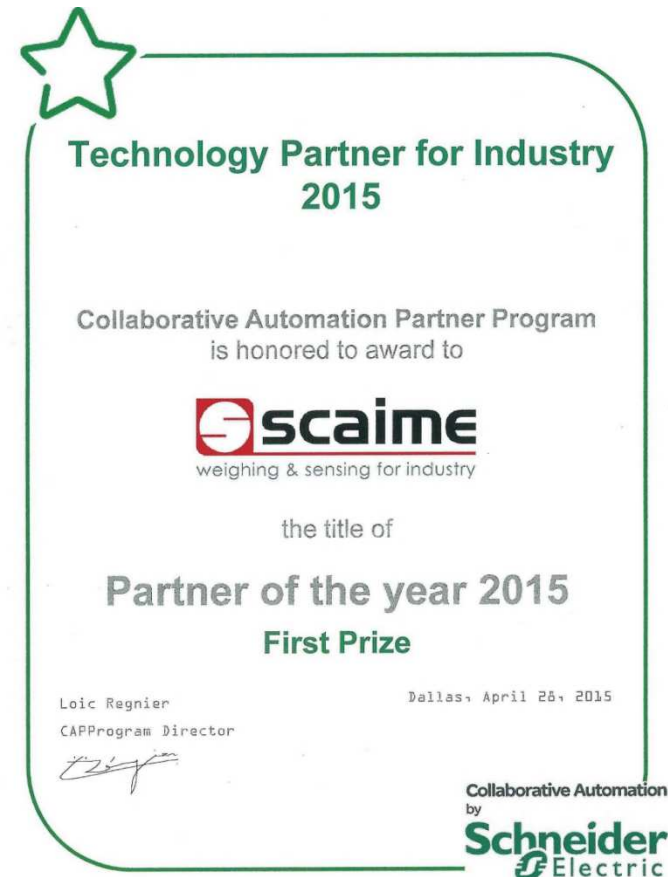 Technology Partner for Industry
2015
Collaborative Automation Partner Program
is honored to award to
scaime
weighing & sensing for industry
the title of
Partner of the year 2015
First Prize
Loic Regnier
Dallas, April 28, 2015
CAPProgram Director
Collaborative Automation
by
Schneider
Electric